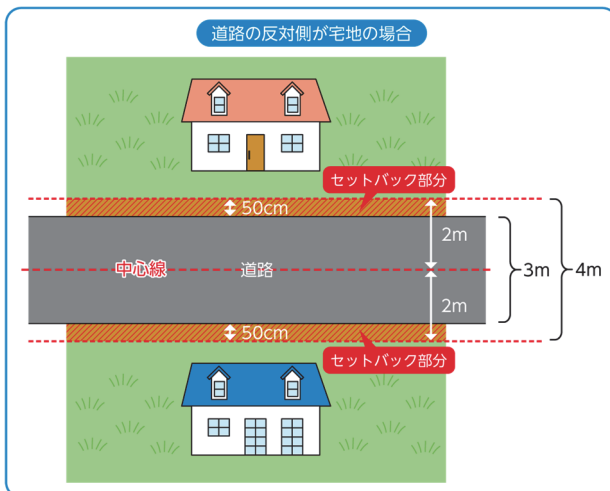 道路の反対側が宅地の場合
セットバック部分
50cm
2m
中心線
道路
3m
4m
2m
50cm
セットバック部分